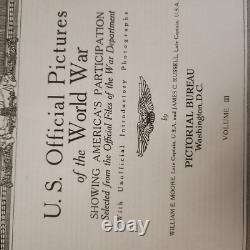 U. S. Official Pictures
of the World War
SHOWING AMERICA'S PARTICIPATION
Selected from the Official Files of the War Department
With Unofficial Introductory Photographs
by
WILLIAM E. MOORE, Late Captain, U.S.A. and JAMES C. RUSSELL, Late Captain, U.S.A.
PICTORIAL BUREAU
Washington, D.C.
VOLUME III
ebay